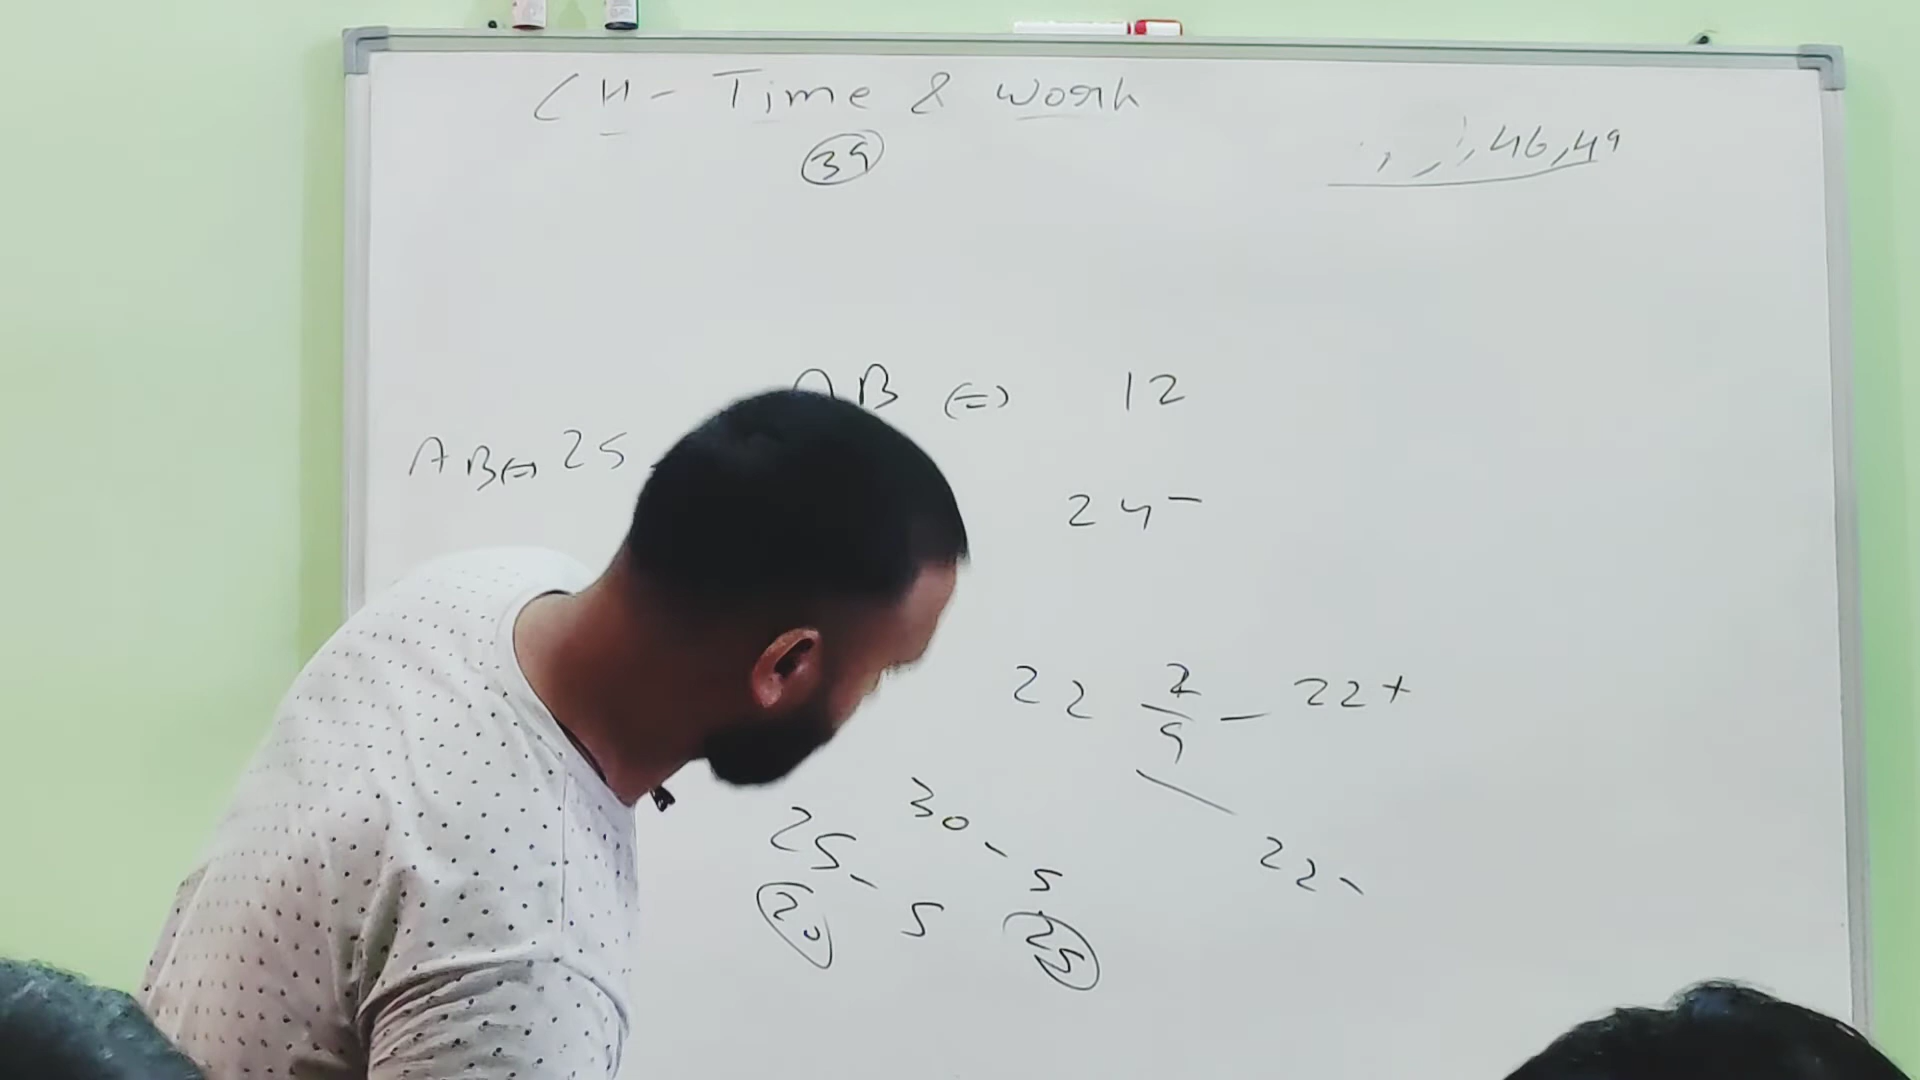 CH- Time & Work
39
, , , 46, 49
AB (=) 12
AB (=) 25
24-
22 2/9 - 22+
22-
30 - 5
25 - 5
20
25